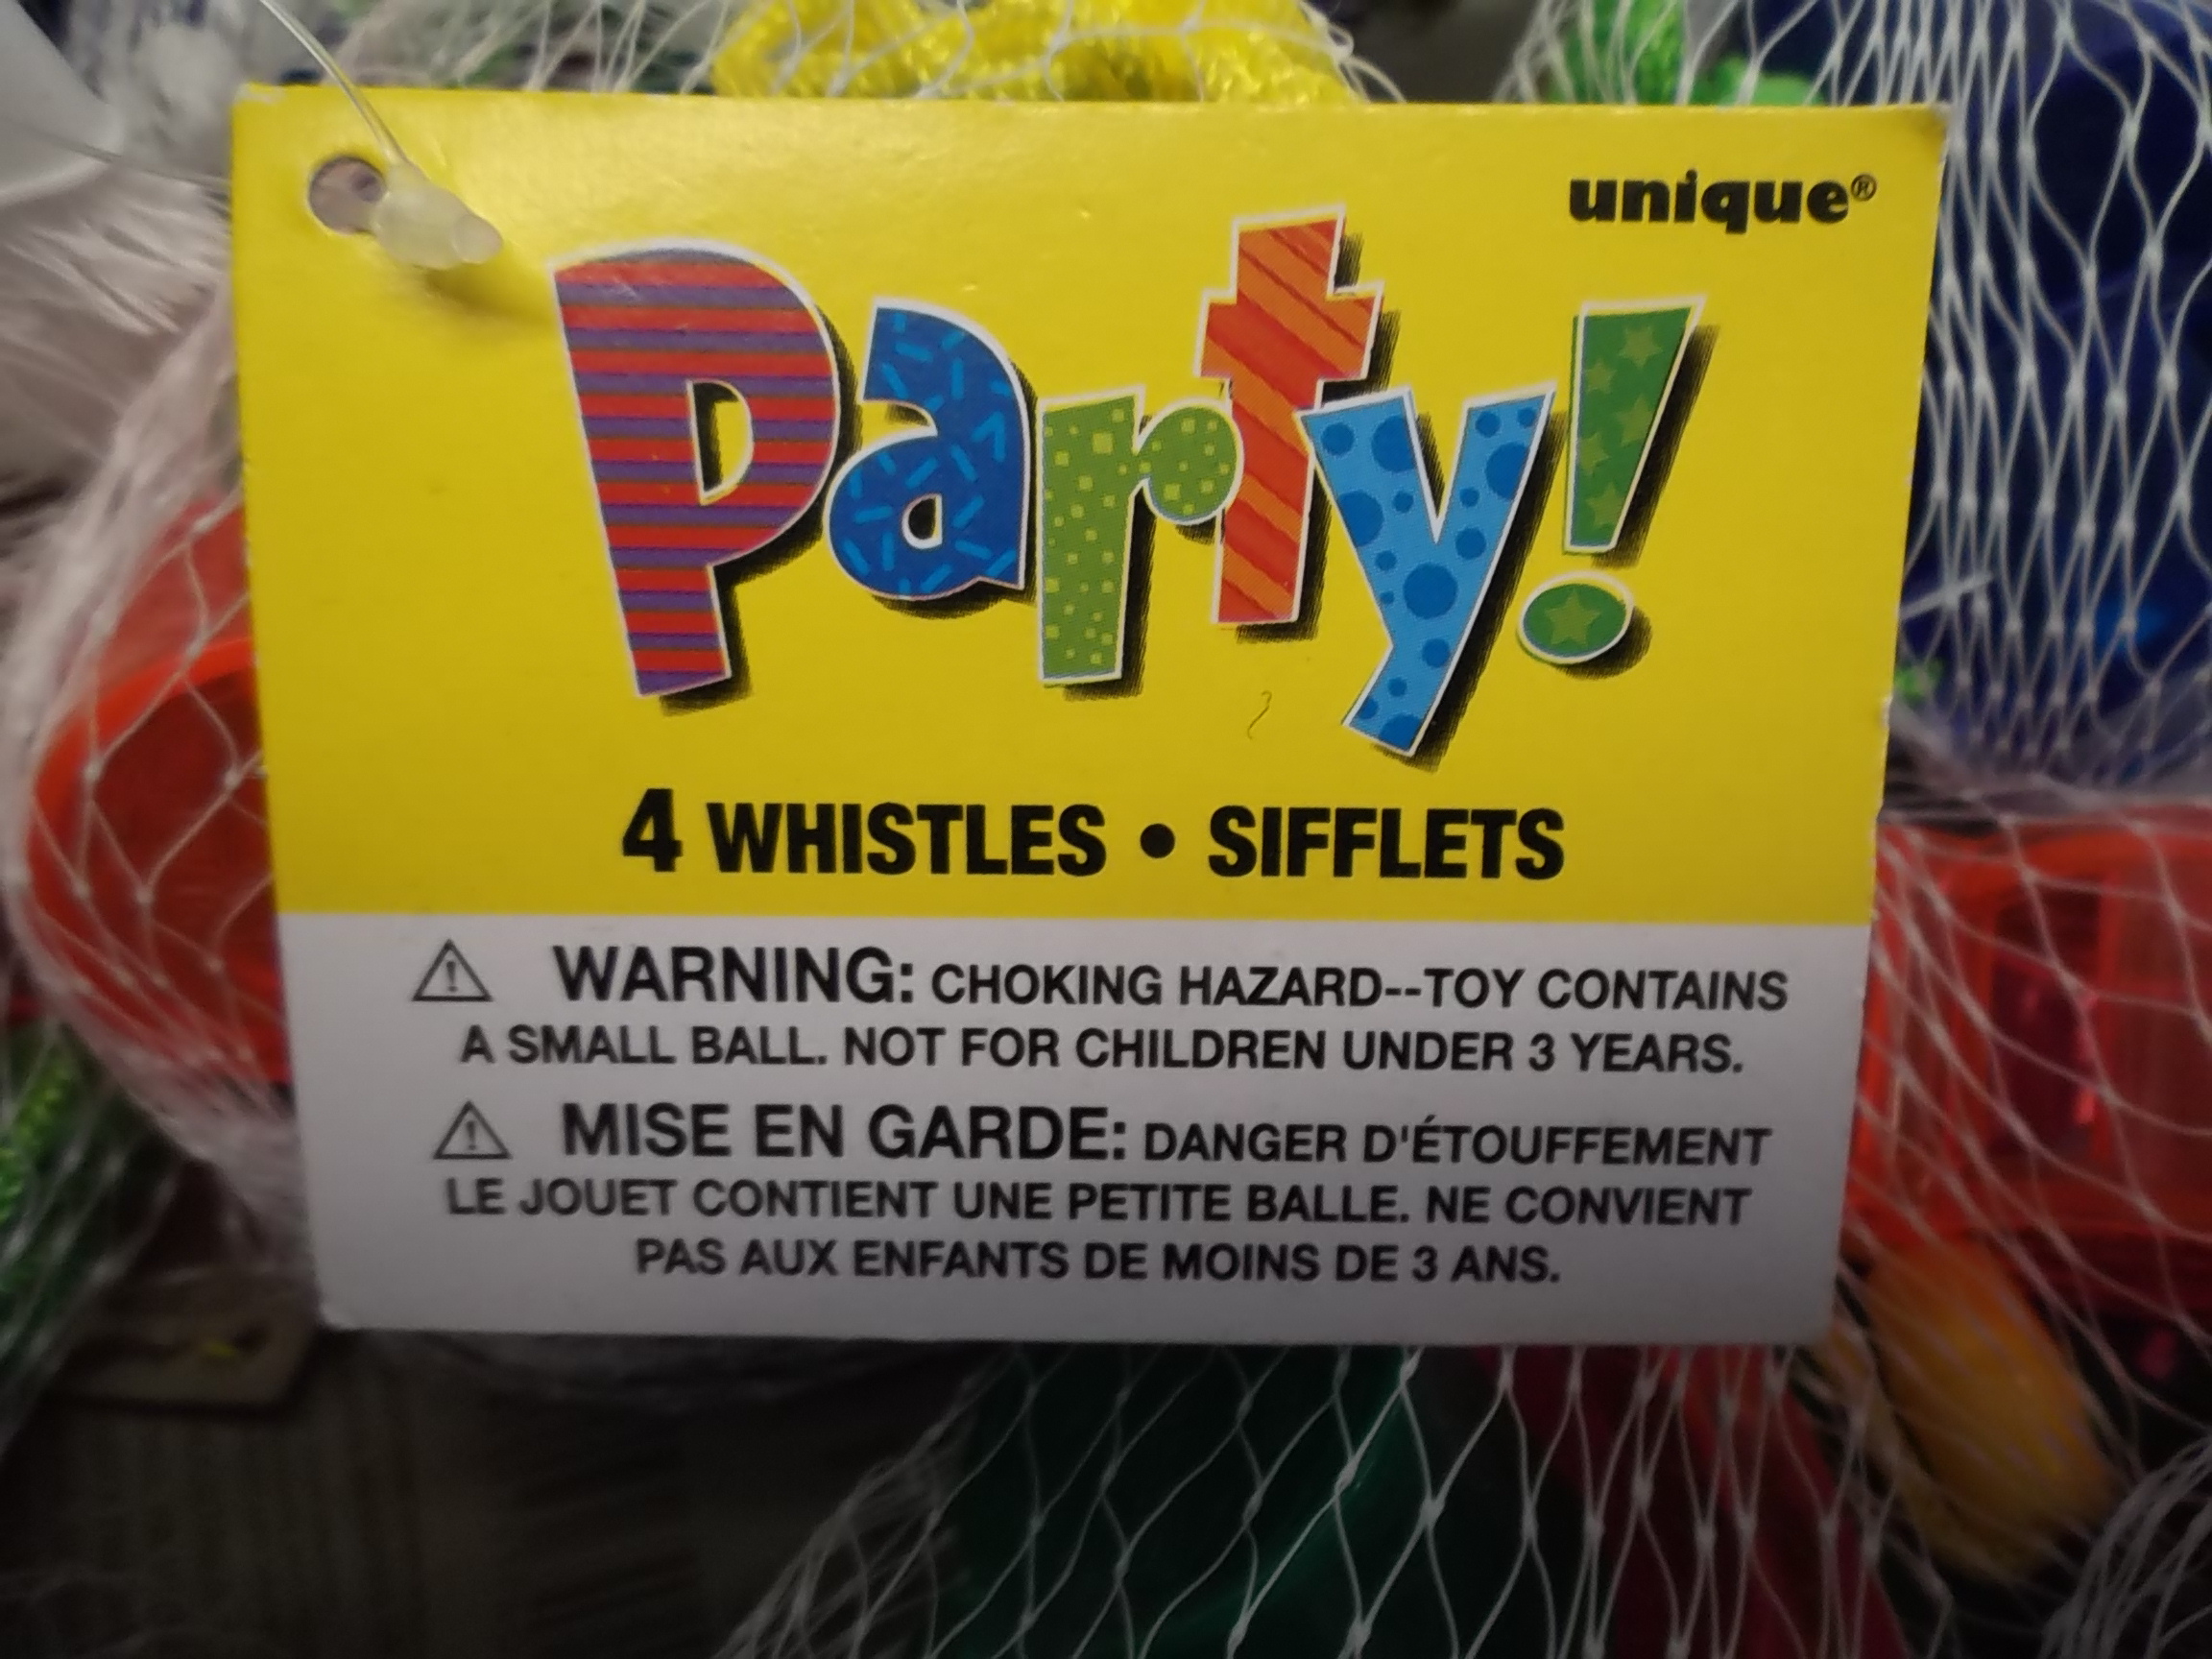 unique®
Party!
4 WHISTLES • SIFFLETS
⚠ WARNING: CHOKING HAZARD--TOY CONTAINS
A SMALL BALL. NOT FOR CHILDREN UNDER 3 YEARS.
⚠ MISE EN GARDE: DANGER D'ÉTOUFFEMENT
LE JOUET CONTIENT UNE PETITE BALLE. NE CONVIENT
PAS AUX ENFANTS DE MOINS DE 3 ANS.